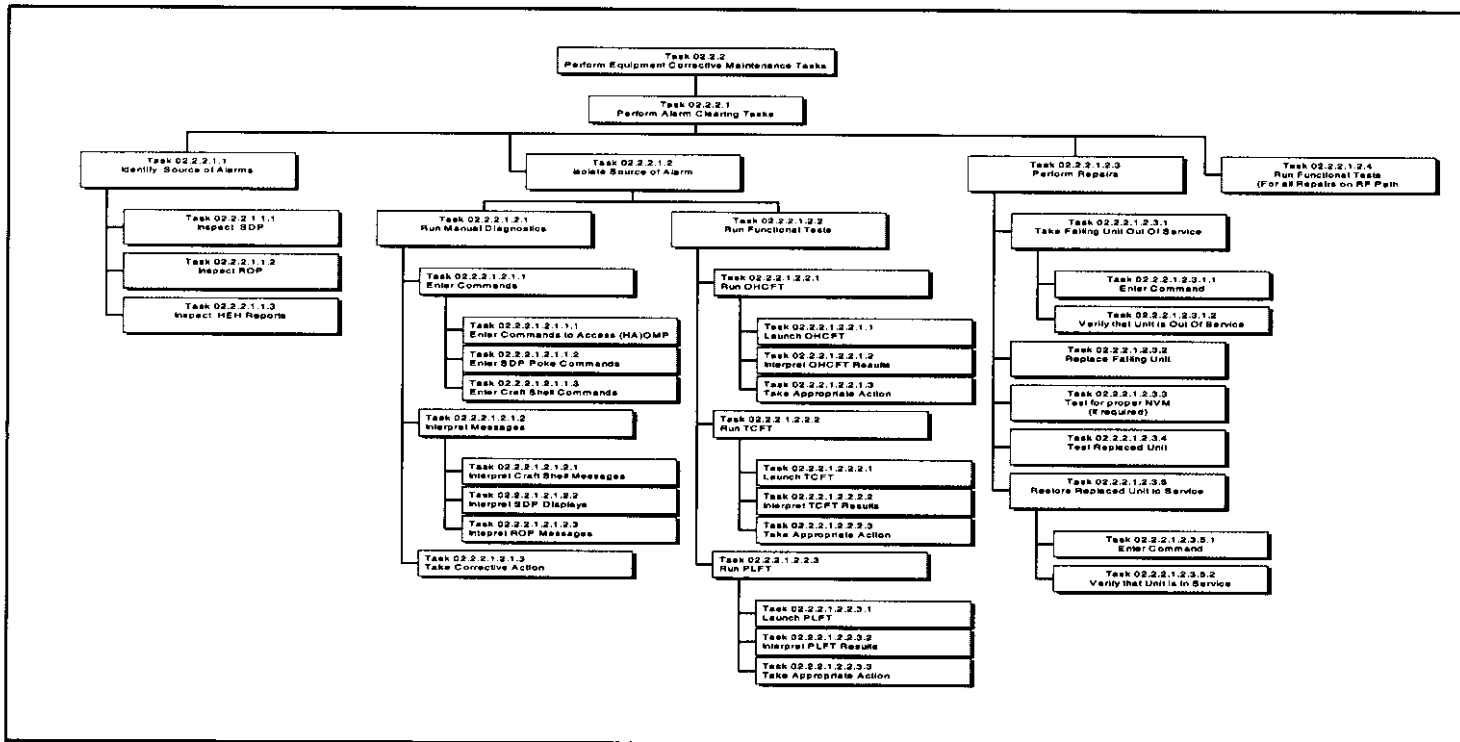 Task 02.2.2
Perform Equipment Corrective Maintenance Tasks
Task 02.2.2.1
Perform Alarm Clearing Tasks
Task 02.2.2.1.1
Identify Source of Alarms
Task 02.2.2.1.1.1
Inspect SDP
Task 02.2.2.1.1.2
Inspect ROP
Task 02.2.2.1.1.3
Inspect HEH Reports
Task 02.2.2.1.2
Isolate Source of Alarm
Task 02.2.2.1.2.1
Run Manual Diagnostics
Task 02.2.2.1.2.1.1
Enter Commands
Task 02.2.2.1.2.1.1.1
Enter Commands to Access (HA)OMP
Task 02.2.2.1.2.1.1.2
Enter SDP Poke Commands
Task 02.2.2.1.2.1.1.3
Enter Craft Shell Commands
Task 02.2.2.1.2.1.2
Interpret Messages
Task 02.2.2.1.2.1.2.1
Interpret Craft Shell Messages
Task 02.2.2.1.2.1.2.2
Interpret SDP Displays
Task 02.2.2.1.2.1.2.3
Intepret ROP Messages
Task 02.2.2.1.2.1.3
Take Corrective Action
Task 02.2.2.1.2.2
Run Functional Tests
Task 02.2.2.1.2.2.1
Run OHCFT
Task 02.2.2.1.2.2.1.1
Launch OHCFT
Task 02.2.2.1.2.2.1.2
Interpret OHCFT Results
Task 02.2.2.1.2.2.1.3
Take Appropriate Action
Task 02.2.2.1.2.2.2
Run TCFT
Task 02.2.2.1.2.2.2.1
Launch TCFT
Task 02.2.2.1.2.2.2.2
Interpret TCFT Results
Task 02.2.2.1.2.2.2.3
Take Appropriate Action
Task 02.2.2.1.2.2.3
Run PLFT
Task 02.2.2.1.2.2.3.1
Launch PLFT
Task 02.2.2.1.2.2.3.2
Interpret PLFT Results
Task 02.2.2.1.2.2.3.3
Take Appropriate Action
Task 02.2.2.1.2.3
Perform Repairs
Task 02.2.2.1.2.3.1
Take Failing Unit Out Of Service
Task 02.2.2.1.2.3.1.1
Enter Command
Task 02.2.2.1.2.3.1.2
Verify that Unit is Out Of Service
Task 02.2.2.1.2.3.2
Replace Failing Unit
Task 02.2.2.1.2.3.3
Test for proper NVM
(If required)
Task 02.2.2.1.2.3.4
Test Replaced Unit
Task 02.2.2.1.2.3.5
Restore Replaced Unit to Service
Task 02.2.2.1.2.3.5.1
Enter Command
Task 02.2.2.1.2.3.5.2
Verify that Unit is In Service
Task 02.2.2.1.2.4
Run Functional Tests
(For all Repairs on RF Path